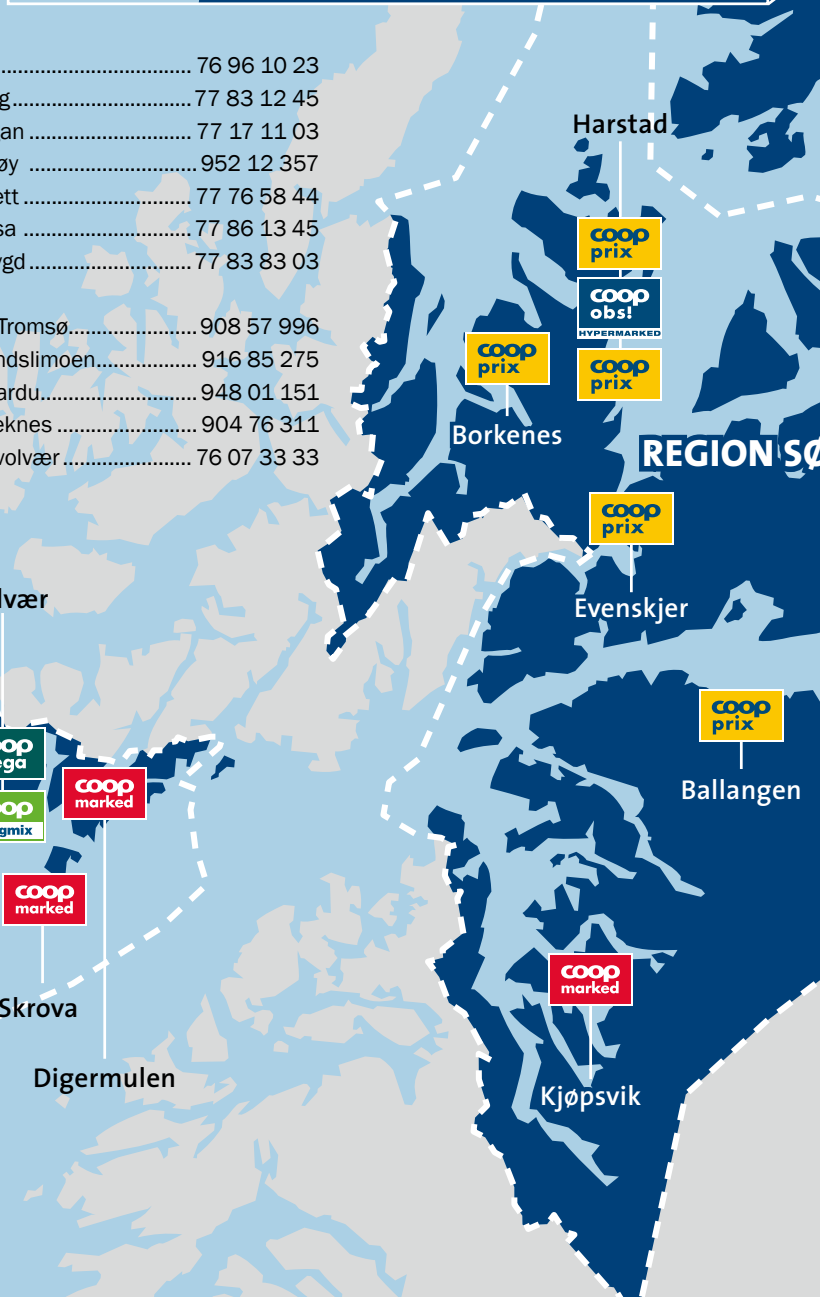 ........................... 76 96 10 23
g........................... 77 83 12 45
an ........................ 77 17 11 03
øy ......................... 952 12 357
ett ......................... 77 76 58 44
sa ......................... 77 86 13 45
ygd ........................ 77 83 83 03
Tromsø.................... 908 57 996
ndslimoen................ 916 85 275
ardu........................ 948 01 151
eknes ..................... 904 76 311
volvær .................... 76 07 33 33
Harstad
coop
prix
coop
obs!
HYPERMARKED
coop
prix
coop
prix
Borkenes
REGION SØ
coop
prix
Evenskjer
lvær
coop
prix
Ballangen
op
ega
op
gmix
coop
marked
coop
marked
Skrova
Digermulen
coop
marked
Kjøpsvik